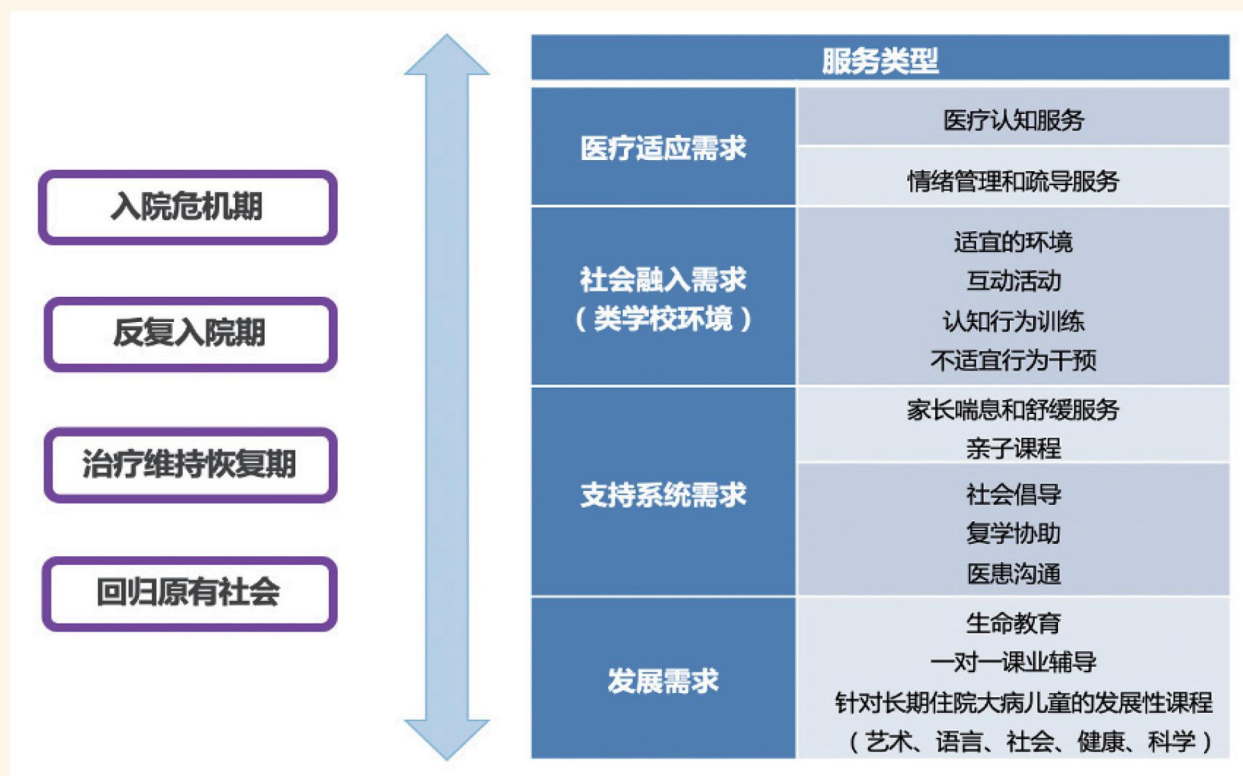 入院危机期
反复入院期
治疗维持恢复期
回归原有社会
服务类型
医疗适应需求
医疗认知服务
情绪管理和疏导服务
社会融入需求
（类学校环境）
适宜的环境
互动活动
认知行为训练
不适宜行为干预
支持系统需求
家长喘息和舒缓服务
亲子课程
社会倡导
复学协助
医患沟通
发展需求
生命教育
一对一课业辅导
针对长期住院大病儿童的发展性课程
（艺术、语言、社会、健康、科学）